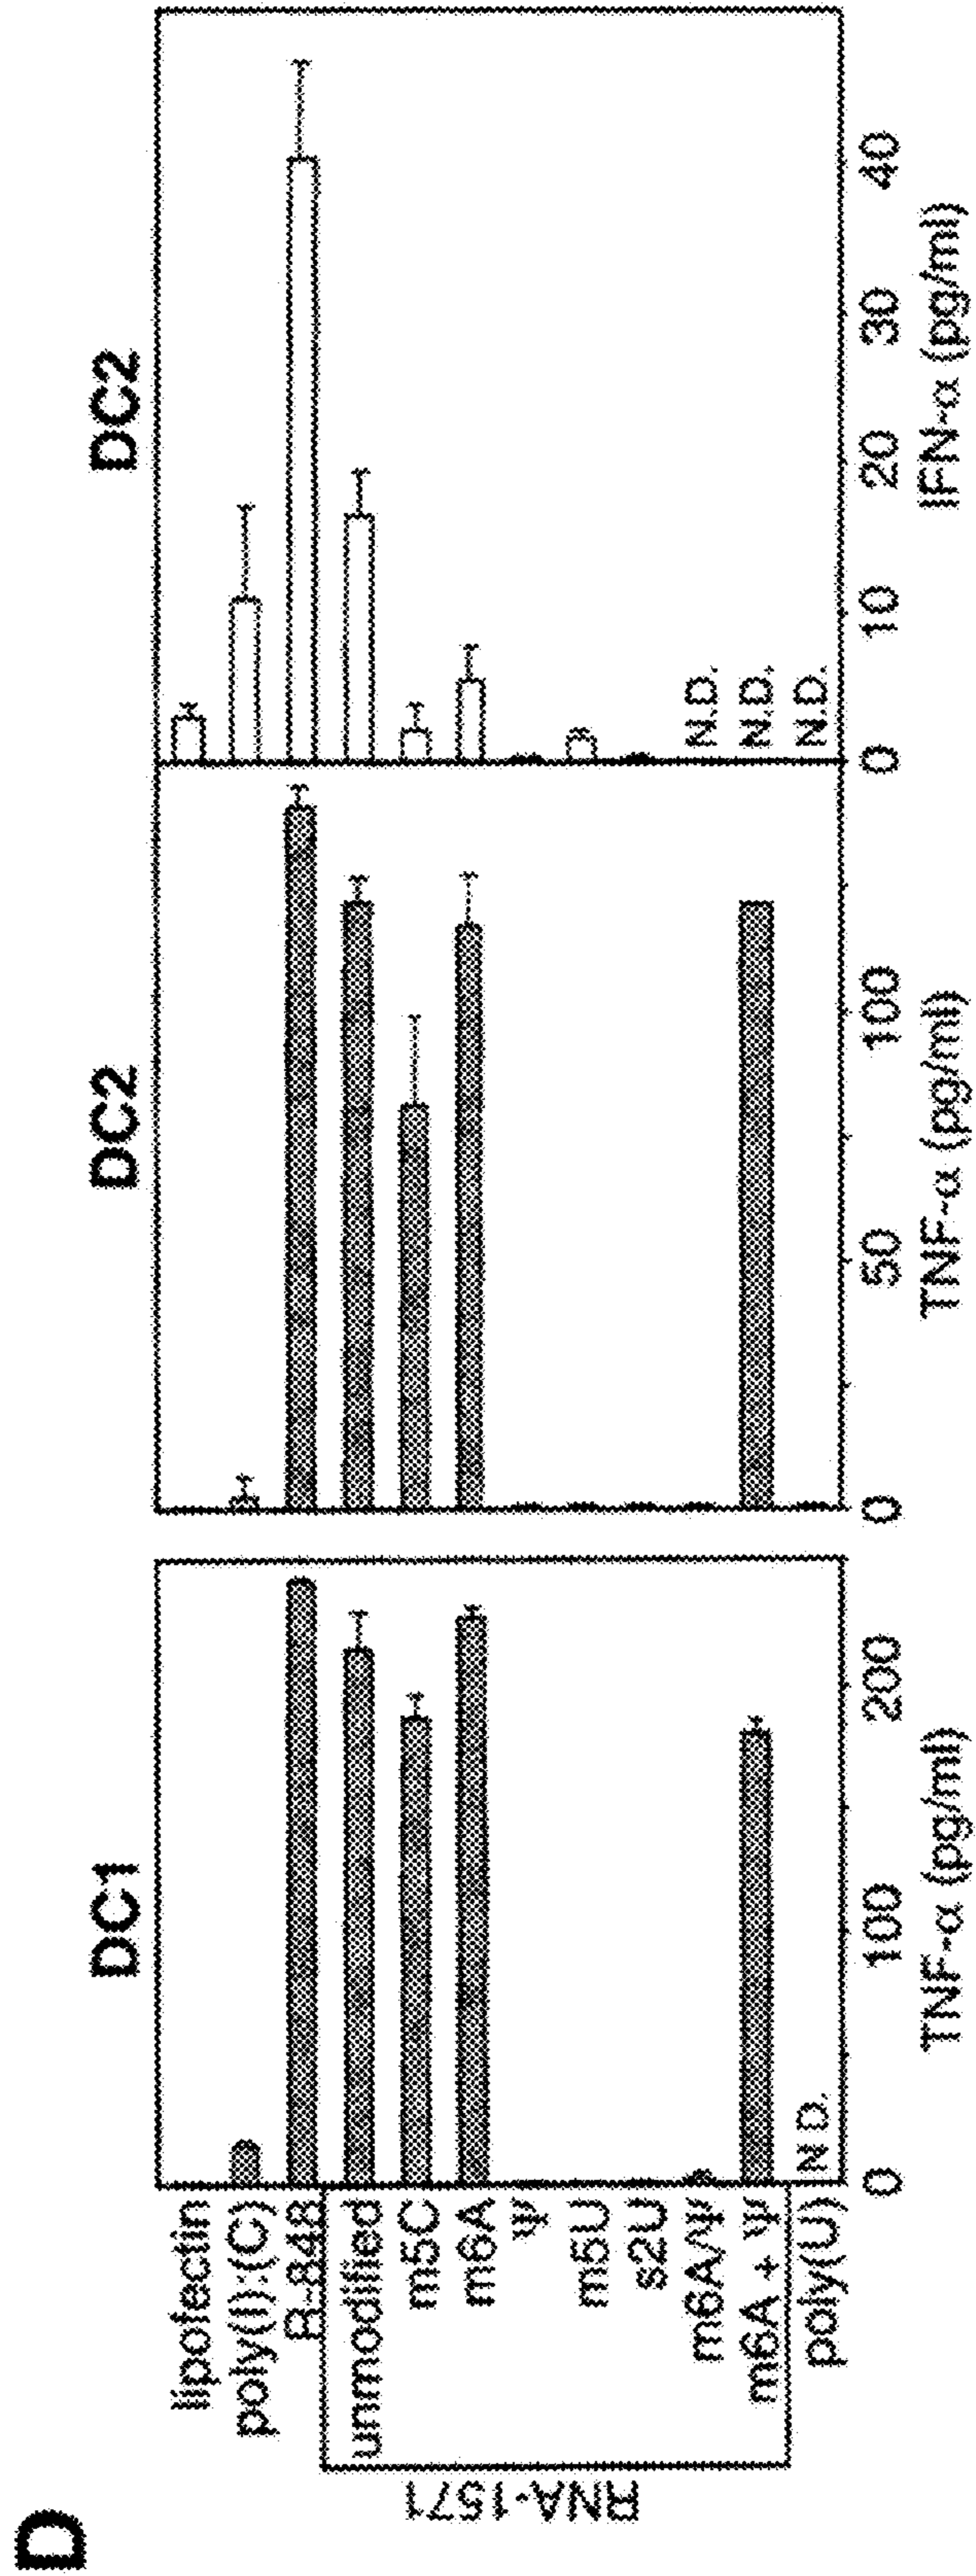 D
DC1
DC2
DC2
lipofectin
poly(I):(C)
R-848
RNA-1571
unmodified
m5C
m6A
Ψ
m5U
s2U
m6A/Ψ
m6A + Ψ
poly(U)
N D.
N.D.
N.D.
N.D.
0 100 200
TNF-α (pg/ml)
0 50 100
TNF-α (pg/ml)
0 10 20 30 40
IFN-α (pg/ml)